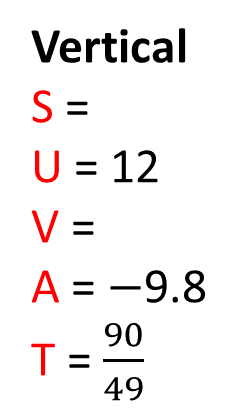 Vertical
S =
U = 12
V =
A = −9.8
T = 90/49